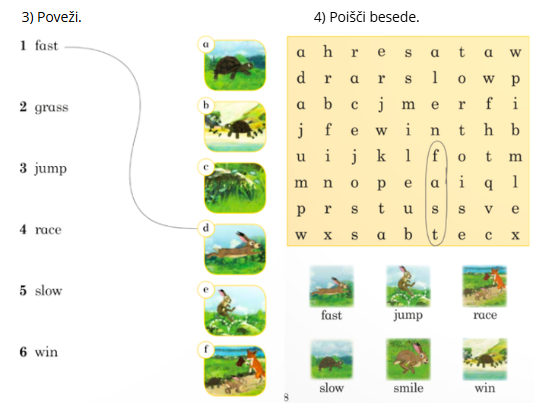 3) Poveži.
1 fast
2 grass
3 jump
4 race
5 slow
6 win
a
b
c
d
e
f
4) Poišči besede.
a h r e s a t a w
d r a r s l o w p
a b c j m e r f i
j f e w i n t h b
u i j k l f o t m
m n o p e a i q l
p r s t u s s v e
w x s a b t e c x
fast jump race
slow smile win
8